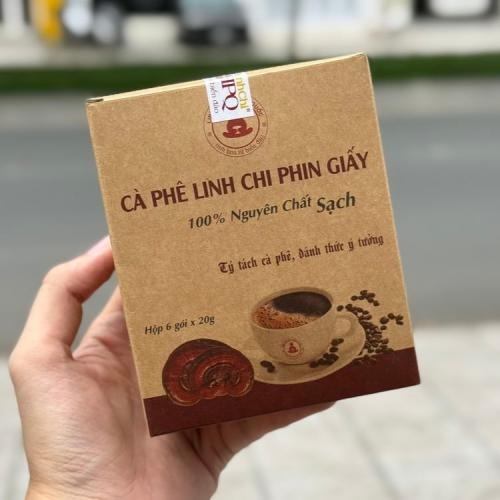 CÀ PHÊ LINH CHI PHIN GIẤY
100% Nguyên Chất Sạch
Tý tách cà phê, đánh thức ý tưởng
Hộp 6 gói x 20g